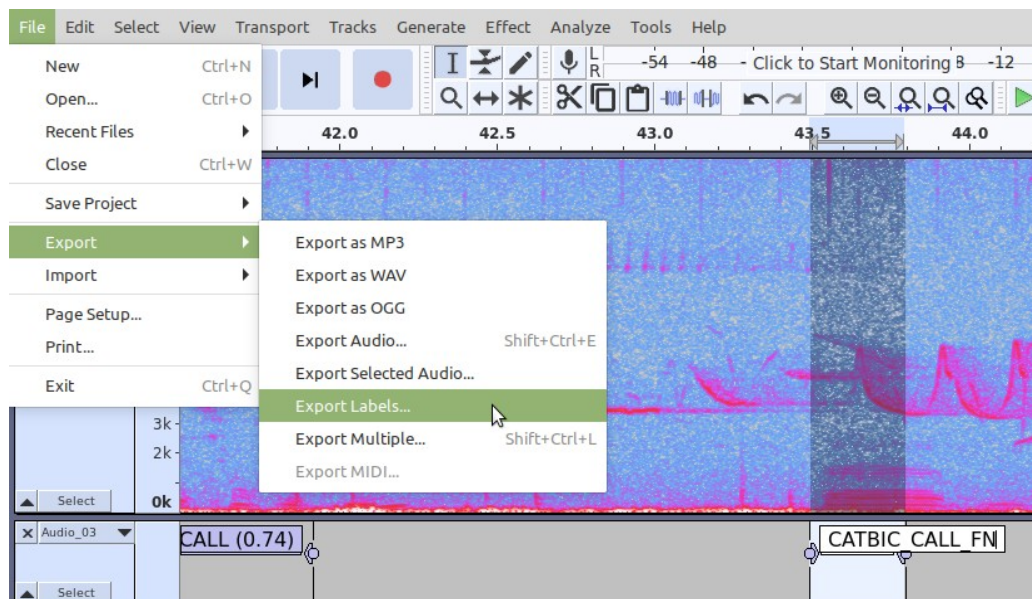 File Edit Select View Transport Tracks Generate Effect Analyze Tools Help
New Ctrl+N
Open... Ctrl+O
Recent Files
Close Ctrl+W
Save Project
Export
Import
Page Setup...
Print...
Exit Ctrl+Q
L
R
-54 -48 - Click to Start Monitoring 8 -12
42.0 42.5 43.0 43.5 44.0
Export as MP3
Export as WAV
Export as OGG
Export Audio... Shift+Ctrl+E
Export Selected Audio...
Export Labels...
Export Multiple... Shift+Ctrl+L
Export MIDI...
3k
2k
0k
Select
Audio_03
CALL (0.74)
CATBIC_CALL_FN
Select